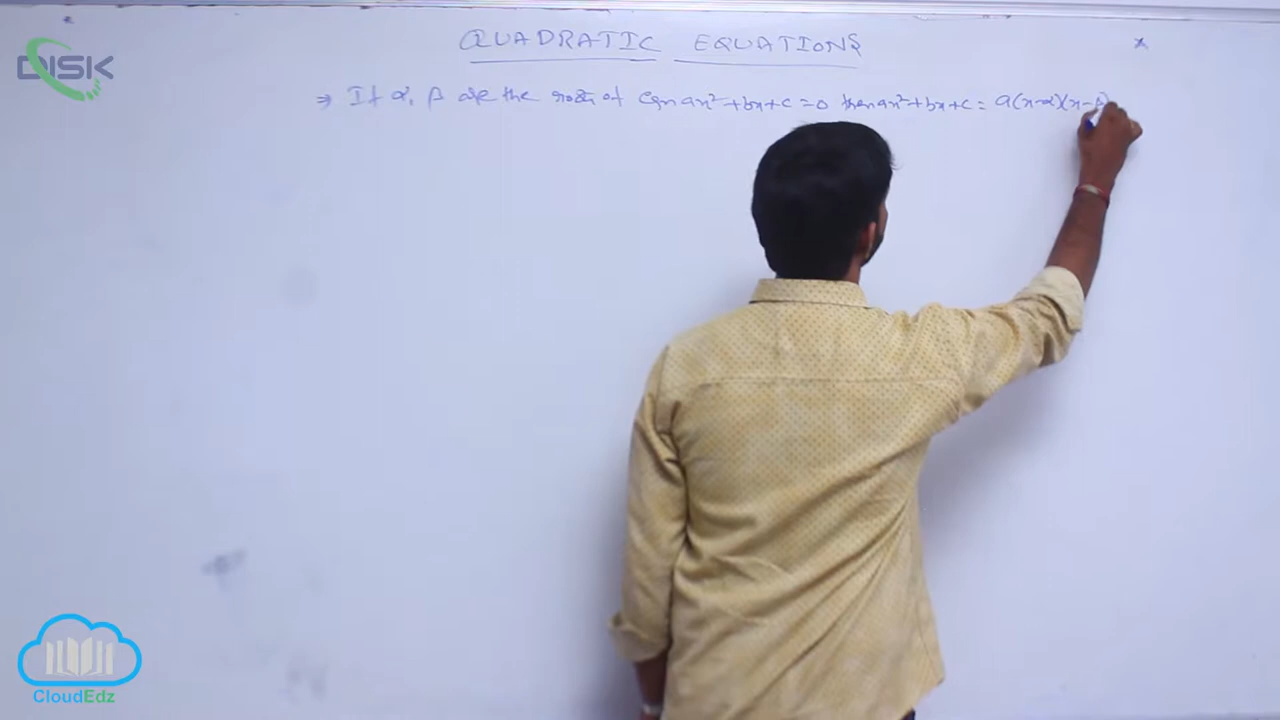 DISK
QUADRATIC EQUATIONS
⇒ If α, β are the roots of Eqn ax²+bx+c=0 then ax²+bx+c = a(x-α)(x-β)
CloudEdz